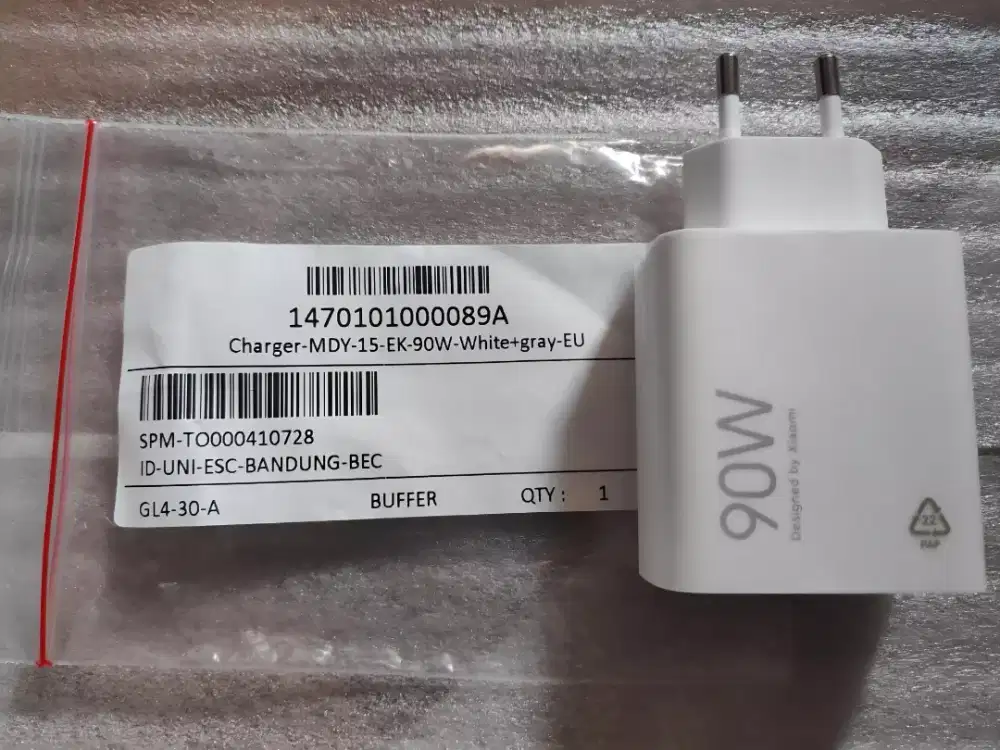 1470101000089A
Charger-MDY-15-EK-90W-White+gray-EU
SPM-TO000410728
ID-UNI-ESC-BANDUNG-BEC
GL4-30-A BUFFER QTY : 1
90W
Designed by Xiaomi
22
PAP